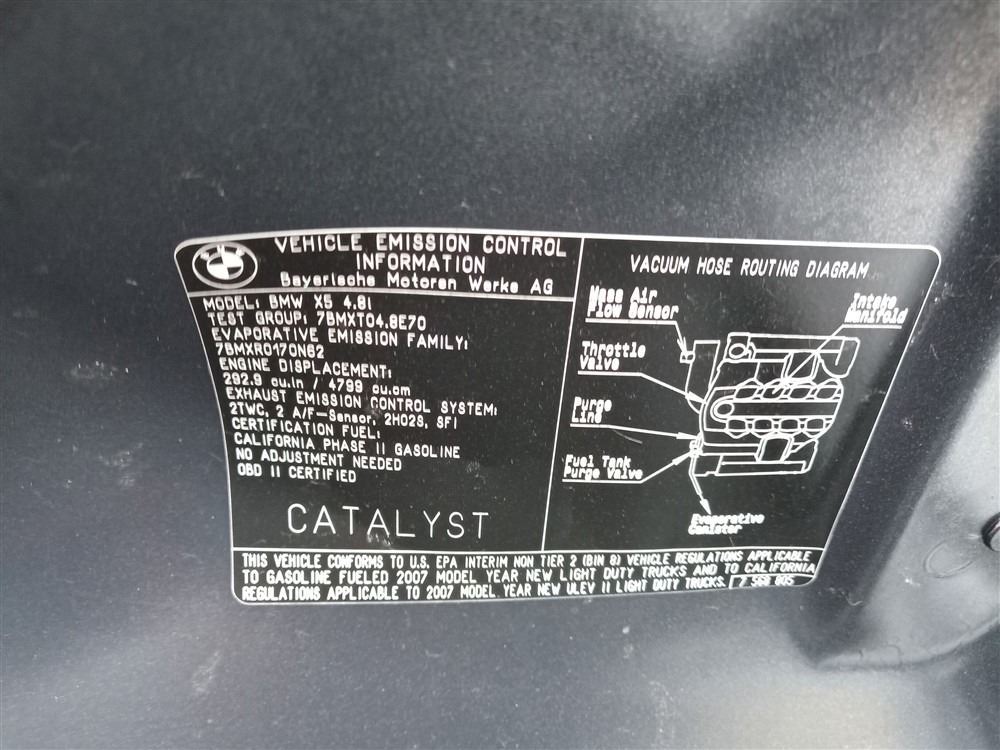 VEHICLE EMISSION CONTROL
INFORMATION
Bayerische Motoren Werke AG
MODEL: BMW X5 4.8i
TEST GROUP: 7BMXT04.8E70
EVAPORATIVE EMISSION FAMILY:
7BMXR0170N62
ENGINE DISPLACEMENT:
292.9 cu.in / 4799 cu.cm
EXHAUST EMISSION CONTROL SYSTEM:
2TWC, 2 A/F-Sensor, 2HO2S, SFI
CERTIFICATION FUEL:
CALIFORNIA PHASE II GASOLINE
NO ADJUSTMENT NEEDED
OBD II CERTIFIED
CATALYST
VACUUM HOSE ROUTING DIAGRAM
Mass Air
Flow Sensor
Intake
Manifold
Throttle
Valve
Purge
Line
Fuel Tank
Purge Valve
Evaporative
Canister
THIS VEHICLE CONFORMS TO U.S. EPA INTERIM NON TIER 2 (BIN 8) VEHICLE REGULATIONS APPLICABLE
TO GASOLINE FUELED 2007 MODEL YEAR NEW LIGHT DUTY TRUCKS AND TO CALIFORNIA
REGULATIONS APPLICABLE TO 2007 MODEL YEAR NEW ULEV II LIGHT DUTY TRUCKS. 7 568 805